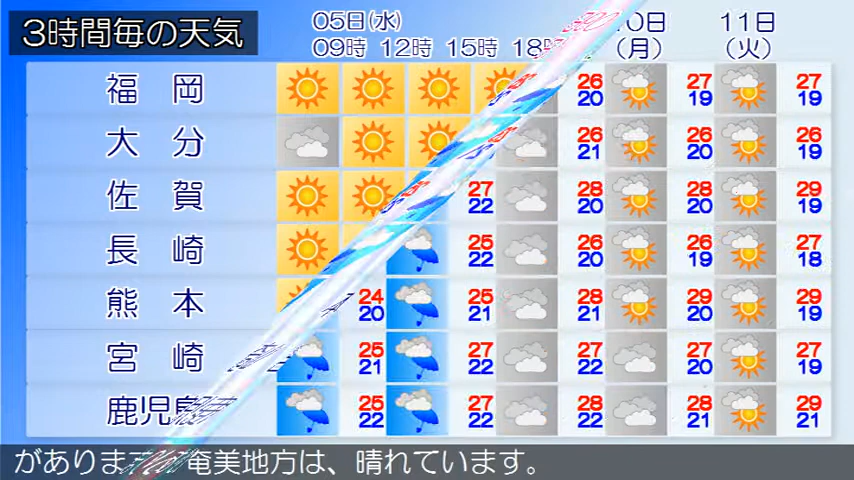 3時間毎の天気
05日(水)
09時 12時 15時 18時
10日
(月)
11日
(火)
福岡 26 20 27 19 27 19
大分 26 21 26 20 26 19
佐賀 27 22 28 20 28 20 29 19
長崎 25 22 26 20 26 19 27 18
熊本 24 20 25 21 28 21 29 20 29 19
宮崎 25 21 27 22 27 22 27 20 27 19
鹿児島 25 22 27 22 28 22 28 21 29 21
がありますが 奄美地方は、晴れています。